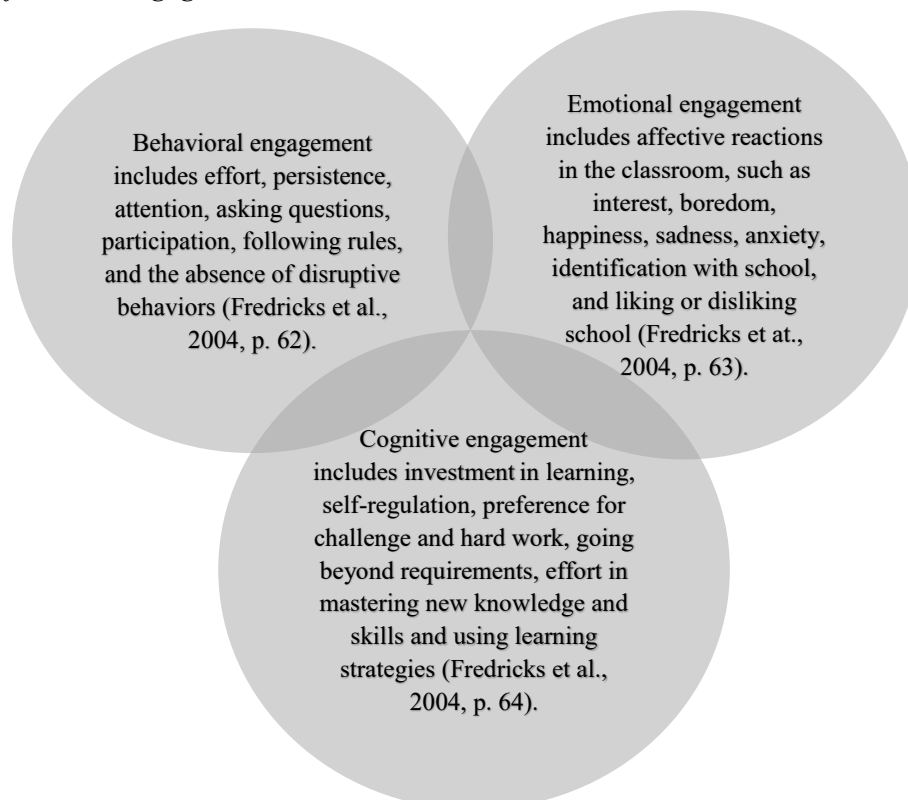 Behavioral engagement
includes effort, persistence,
attention, asking questions,
participation, following rules,
and the absence of disruptive
behaviors (Fredricks et al.,
2004, p. 62).
Emotional engagement
includes affective reactions
in the classroom, such as
interest, boredom,
happiness, sadness, anxiety,
identification with school,
and liking or disliking
school (Fredricks et at.,
2004, p. 63).
Cognitive engagement
includes investment in learning,
self-regulation, preference for
challenge and hard work, going
beyond requirements, effort in
mastering new knowledge and
skills and using learning
strategies (Fredricks et al.,
2004, p. 64).